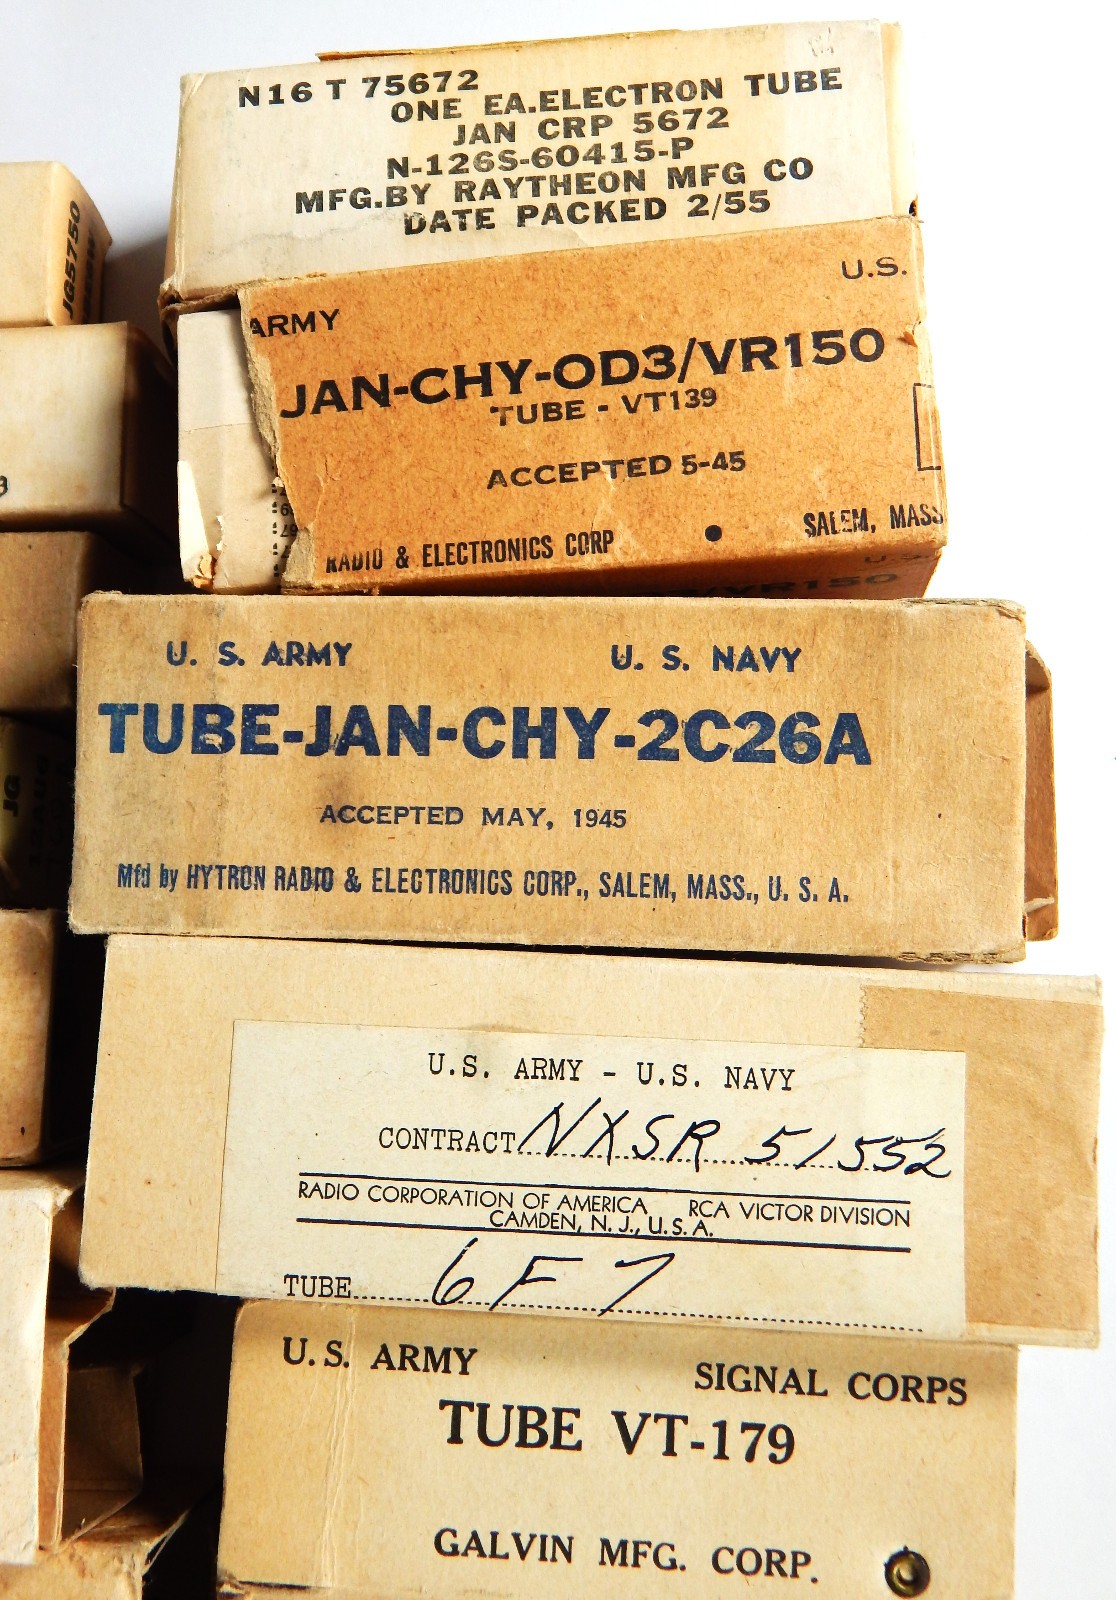 N16 T 75672
ONE EA.ELECTRON TUBE
JAN CRP 5672
N-126S-60415-P
MFG.BY RAYTHEON MFG CO
DATE PACKED 2/55
JG5750
U.S.
ARMY
JAN-CHY-OD3/VR150
TUBE - VT139
ACCEPTED 5-45
RADIO & ELECTRONICS CORP • SALEM, MASS
VR150
3
U. S. ARMY U. S. NAVY
TUBE-JAN-CHY-2C26A
ACCEPTED MAY, 1945
Mfd by HYTRON RADIO & ELECTRONICS CORP., SALEM, MASS., U. S. A.
JG
U.S. ARMY - U.S. NAVY
CONTRACT NXSR 51552
RADIO CORPORATION OF AMERICA RCA VICTOR DIVISION
CAMDEN, N. J., U.S.A.
TUBE 6F7
U.S. ARMY SIGNAL CORPS
TUBE VT-179
GALVIN MFG. CORP.